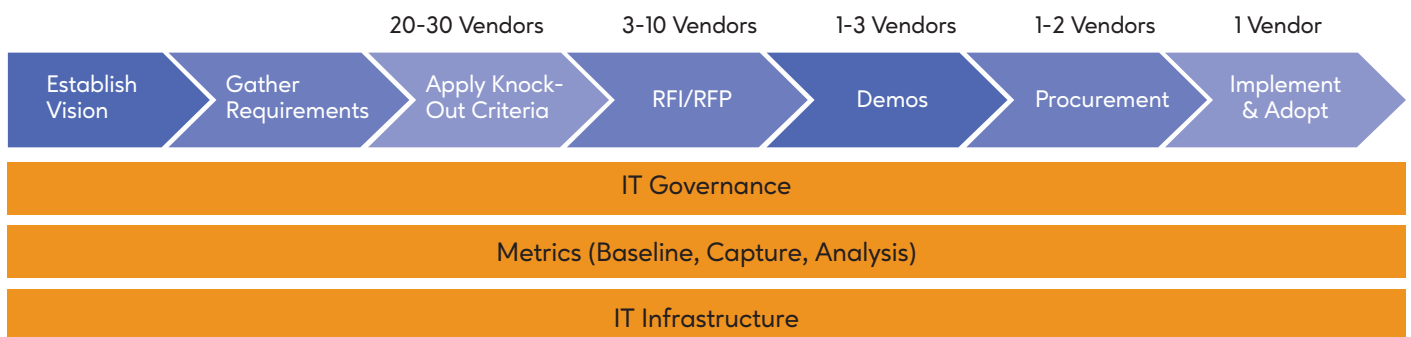 20-30 Vendors
3-10 Vendors
1-3 Vendors
1-2 Vendors
1 Vendor
Establish
Vision
Gather
Requirements
Apply Knock-
Out Criteria
RFI/RFP
Demos
Procurement
Implement
& Adopt
IT Governance
Metrics (Baseline, Capture, Analysis)
IT Infrastructure